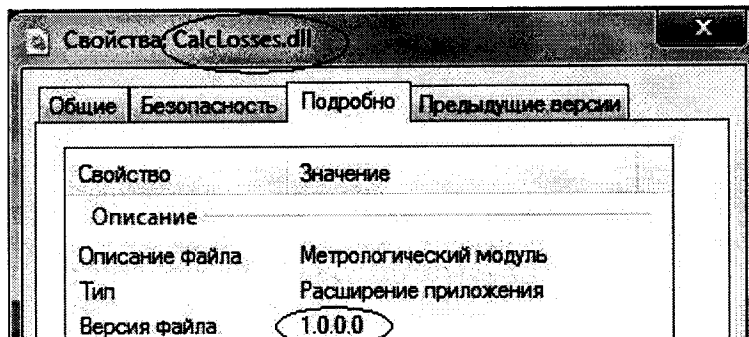 Свойства: CalcLosses.dll
Общие Безопасность Подробно Предыдущие версии
Свойство Значение
Описание
Описание файла Метрологический модуль
Тип Расширение приложения
Версия файла 1.0.0.0